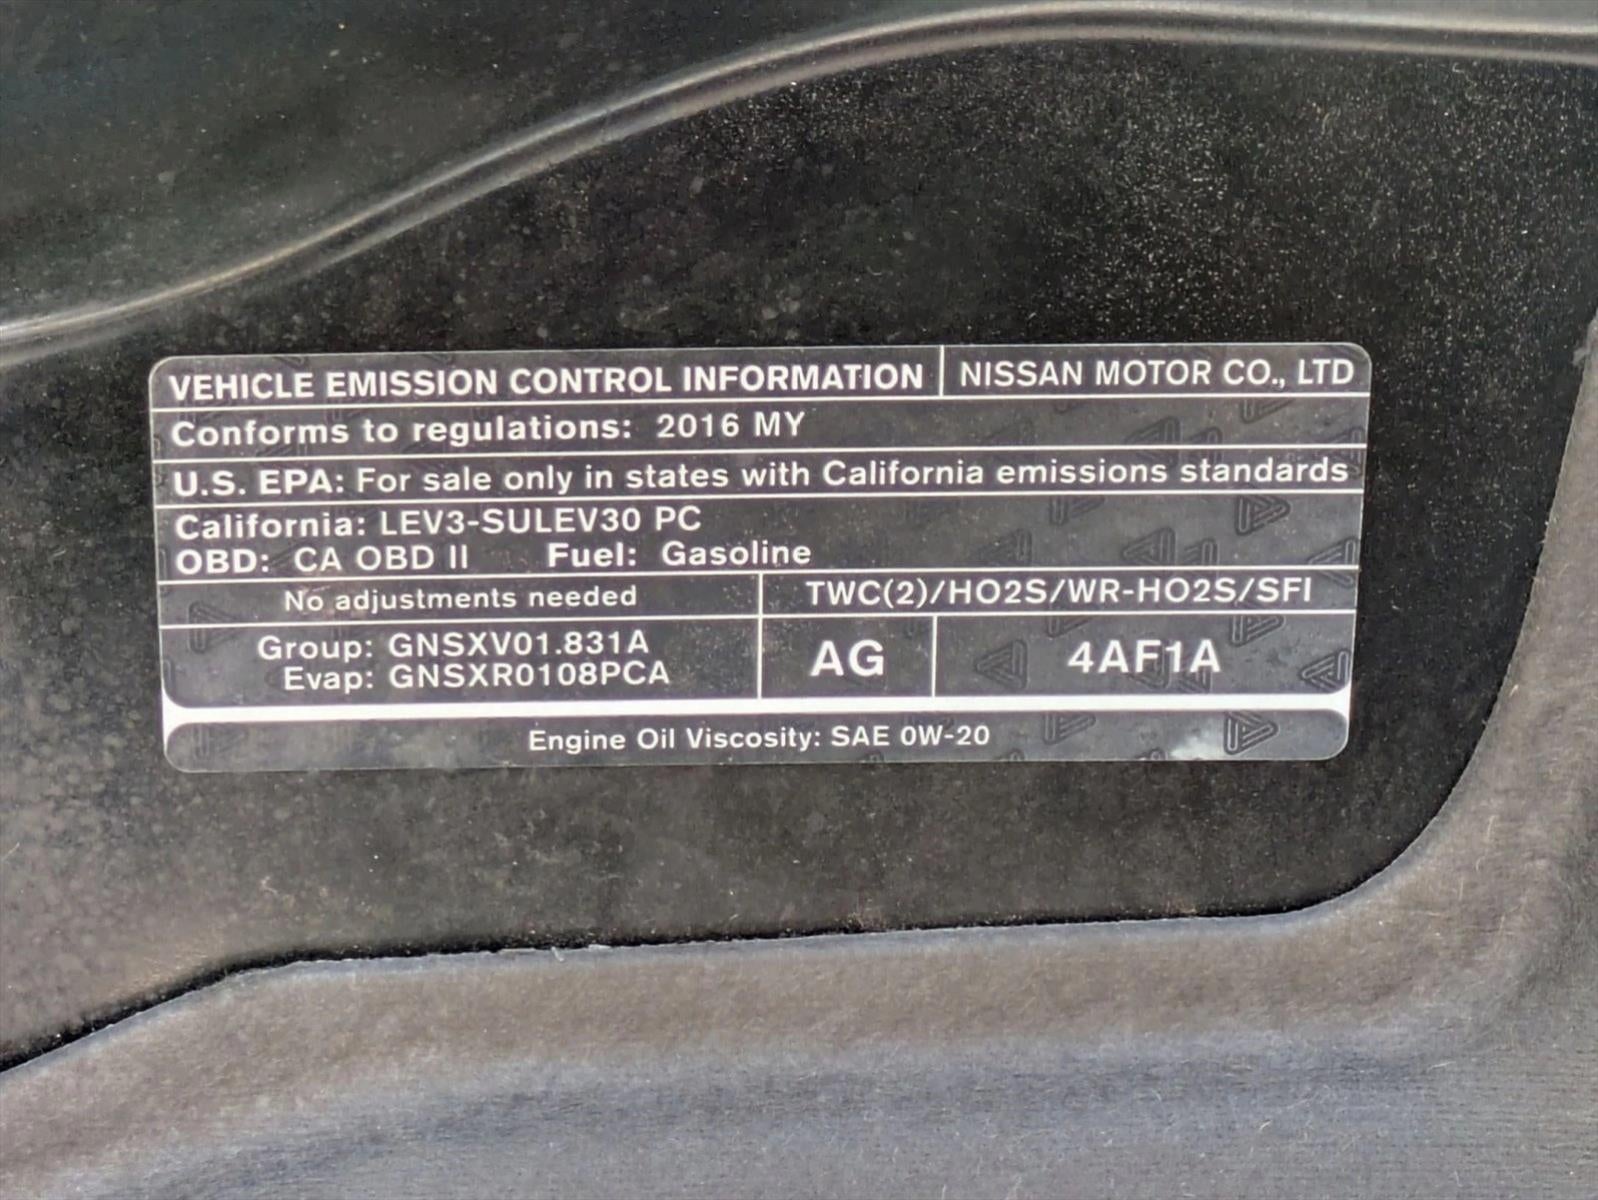 VEHICLE EMISSION CONTROL INFORMATION NISSAN MOTOR CO., LTD
Conforms to regulations: 2016 MY
U.S. EPA: For sale only in states with California emissions standards
California: LEV3-SULEV30 PC
OBD: CA OBD II Fuel: Gasoline
No adjustments needed TWC(2)/HO2S/WR-HO2S/SFI
Group: GNSXV01.831A
Evap: GNSXR0108PCA
AG 4AF1A
Engine Oil Viscosity: SAE 0W-20